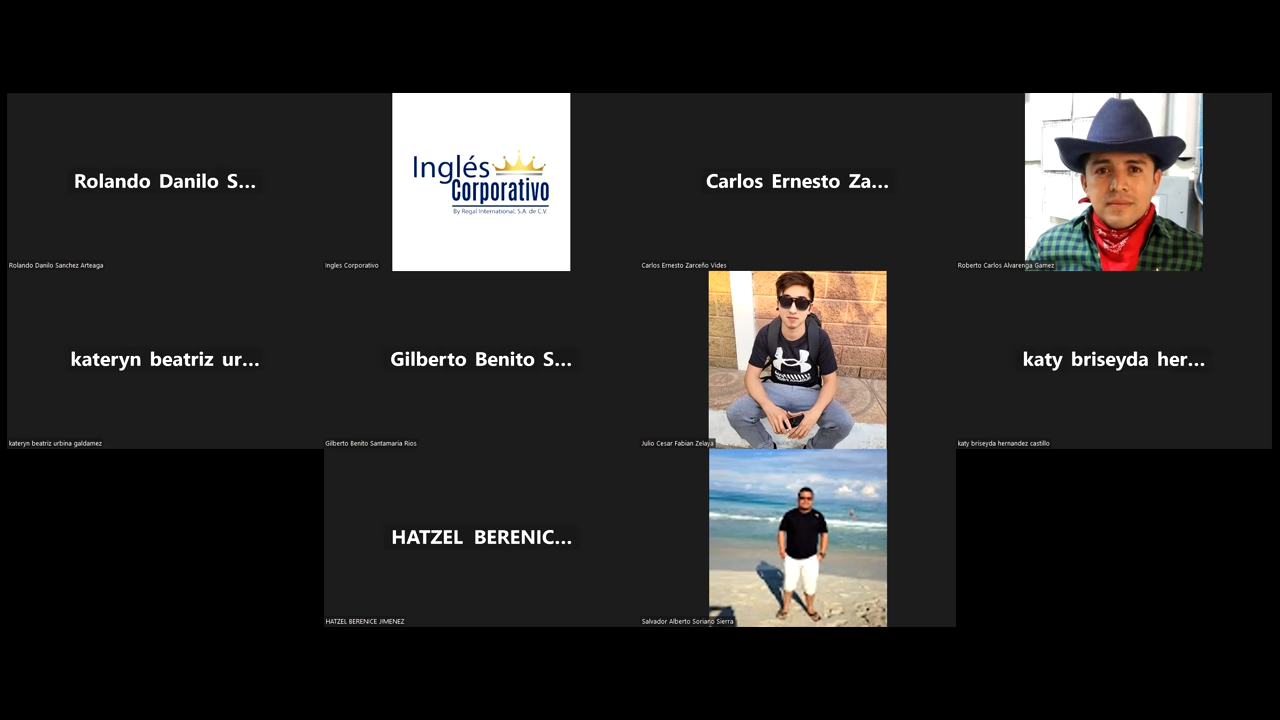 Rolando Danilo S...
Rolando Danilo Sanchez Arteaga
Inglés
Corporativo
By Regal International, S.A. de C.V.
Ingles Corporativo
Carlos Ernesto Za...
Carlos Ernesto Zarceño Vides
Roberto Carlos Alvarenga Gamez
kateryn beatriz ur...
kateryn beatriz urbina galdamez
Gilberto Benito S...
Gilberto Benito Santamaria Rios
Julio Cesar Fabian Zelaya
katy briseyda her...
katy briseyda hernandez castillo
HATZEL BERENIC...
HATZEL BERENICE JIMENEZ
Salvador Alberto Soriano Sierra